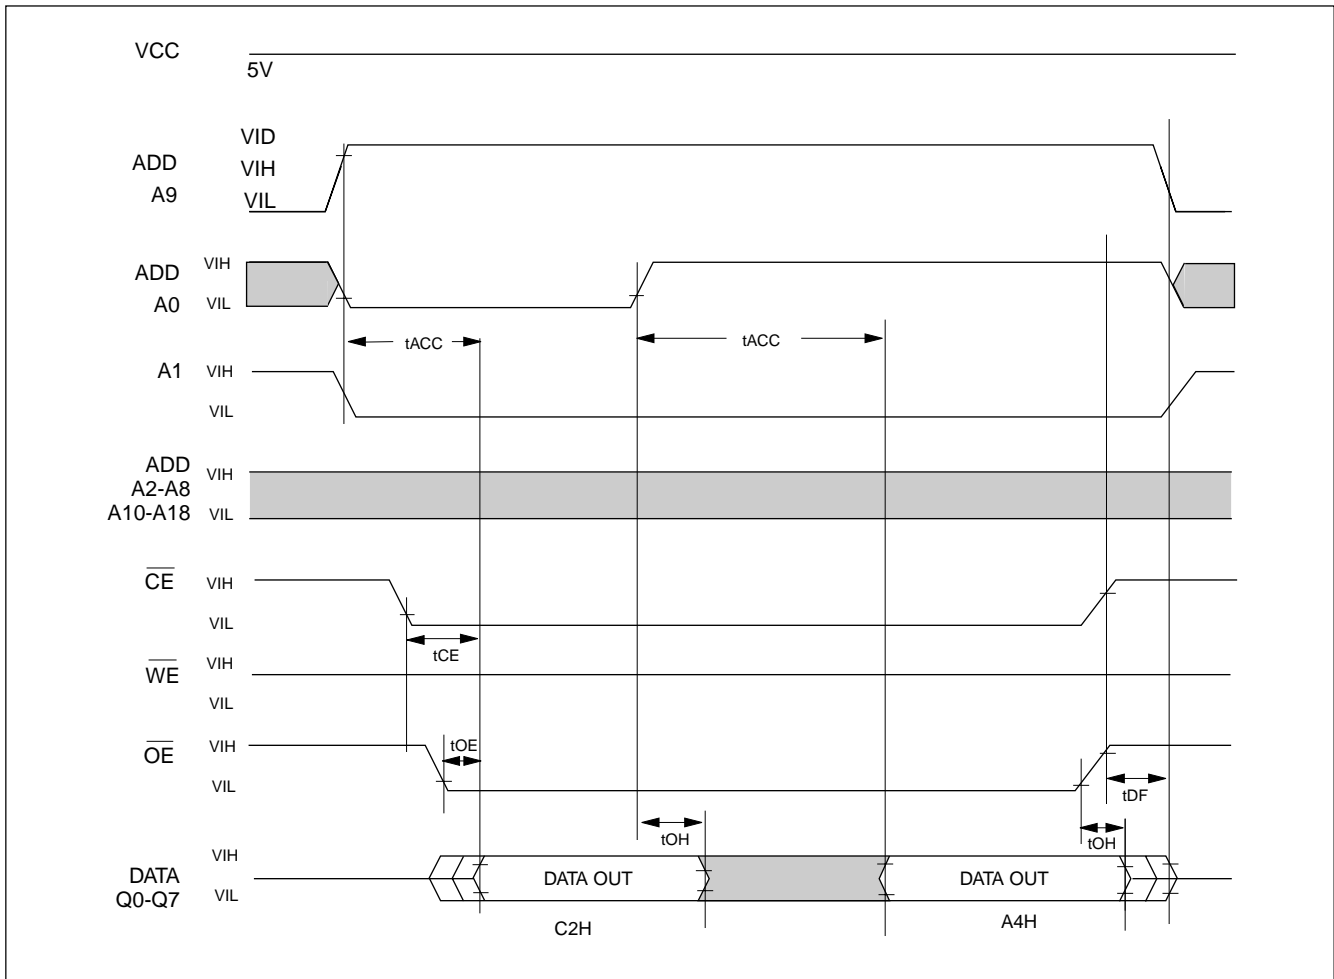 VCC
5V
ADD
A9
VID
VIH
VIL
ADD
A0
VIH
VIL
tACC
tACC
A1
VIH
VIL
ADD
A2-A8
A10-A18
VIH
VIL
CE
VIH
VIL
tCE
WE
VIH
VIL
OE
VIH
VIL
tOE
tDF
tOH
tOH
DATA
Q0-Q7
VIH
VIL
DATA OUT
DATA OUT
C2H
A4H